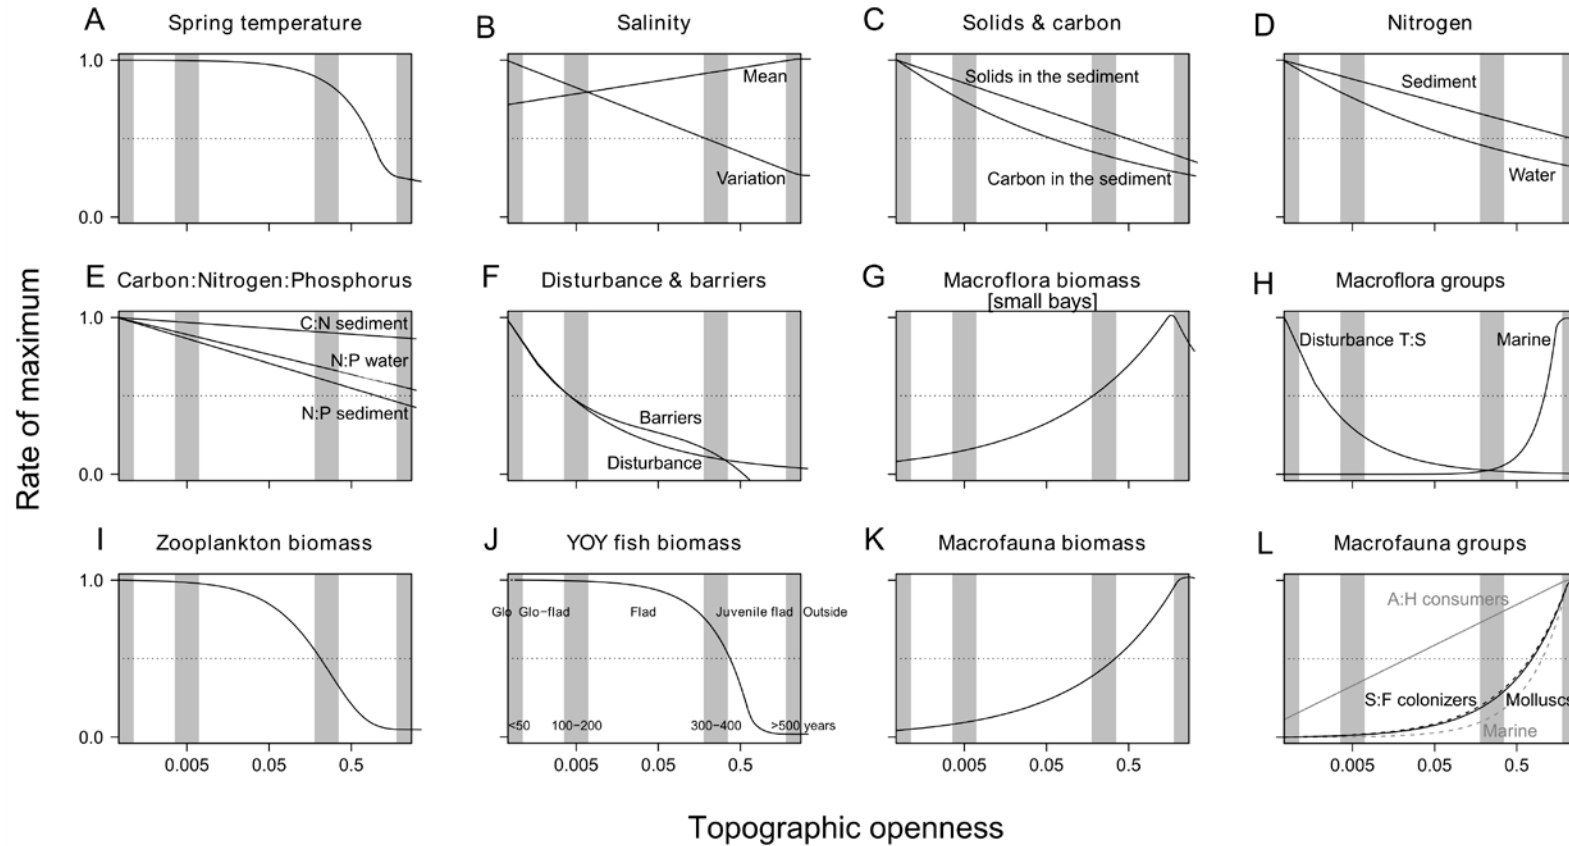 A
Spring temperature
B
Salinity
C
Solids & carbon
D
Nitrogen
1.0
0.0
Mean
Variation
Solids in the sediment
Carbon in the sediment
Sediment
Water
Rate of maximum
E
Carbon:Nitrogen:Phosphorus
F
Disturbance & barriers
G
Macroflora biomass
[small bays]
H
Macroflora groups
1.0
0.0
C:N sediment
N:P water
N:P sediment
Barriers
Disturbance
Disturbance T:S
Marine
I
Zooplankton biomass
J
YOY fish biomass
K
Macrofauna biomass
L
Macrofauna groups
1.0
0.0
Glo Glo-flad Flad Juvenile flad Outside
<50 100-200 300-400 >500 years
A:H consumers
S:F colonizers
Molluscs
Marine
0.005 0.05 0.5
0.005 0.05 0.5
0.005 0.05 0.5
0.005 0.05 0.5
Topographic openness